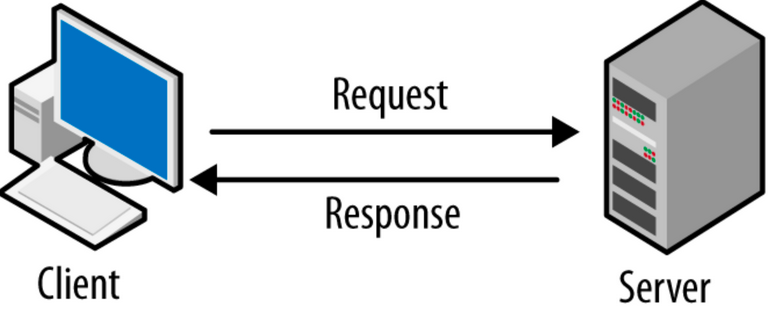 Request
Response
Client
Server